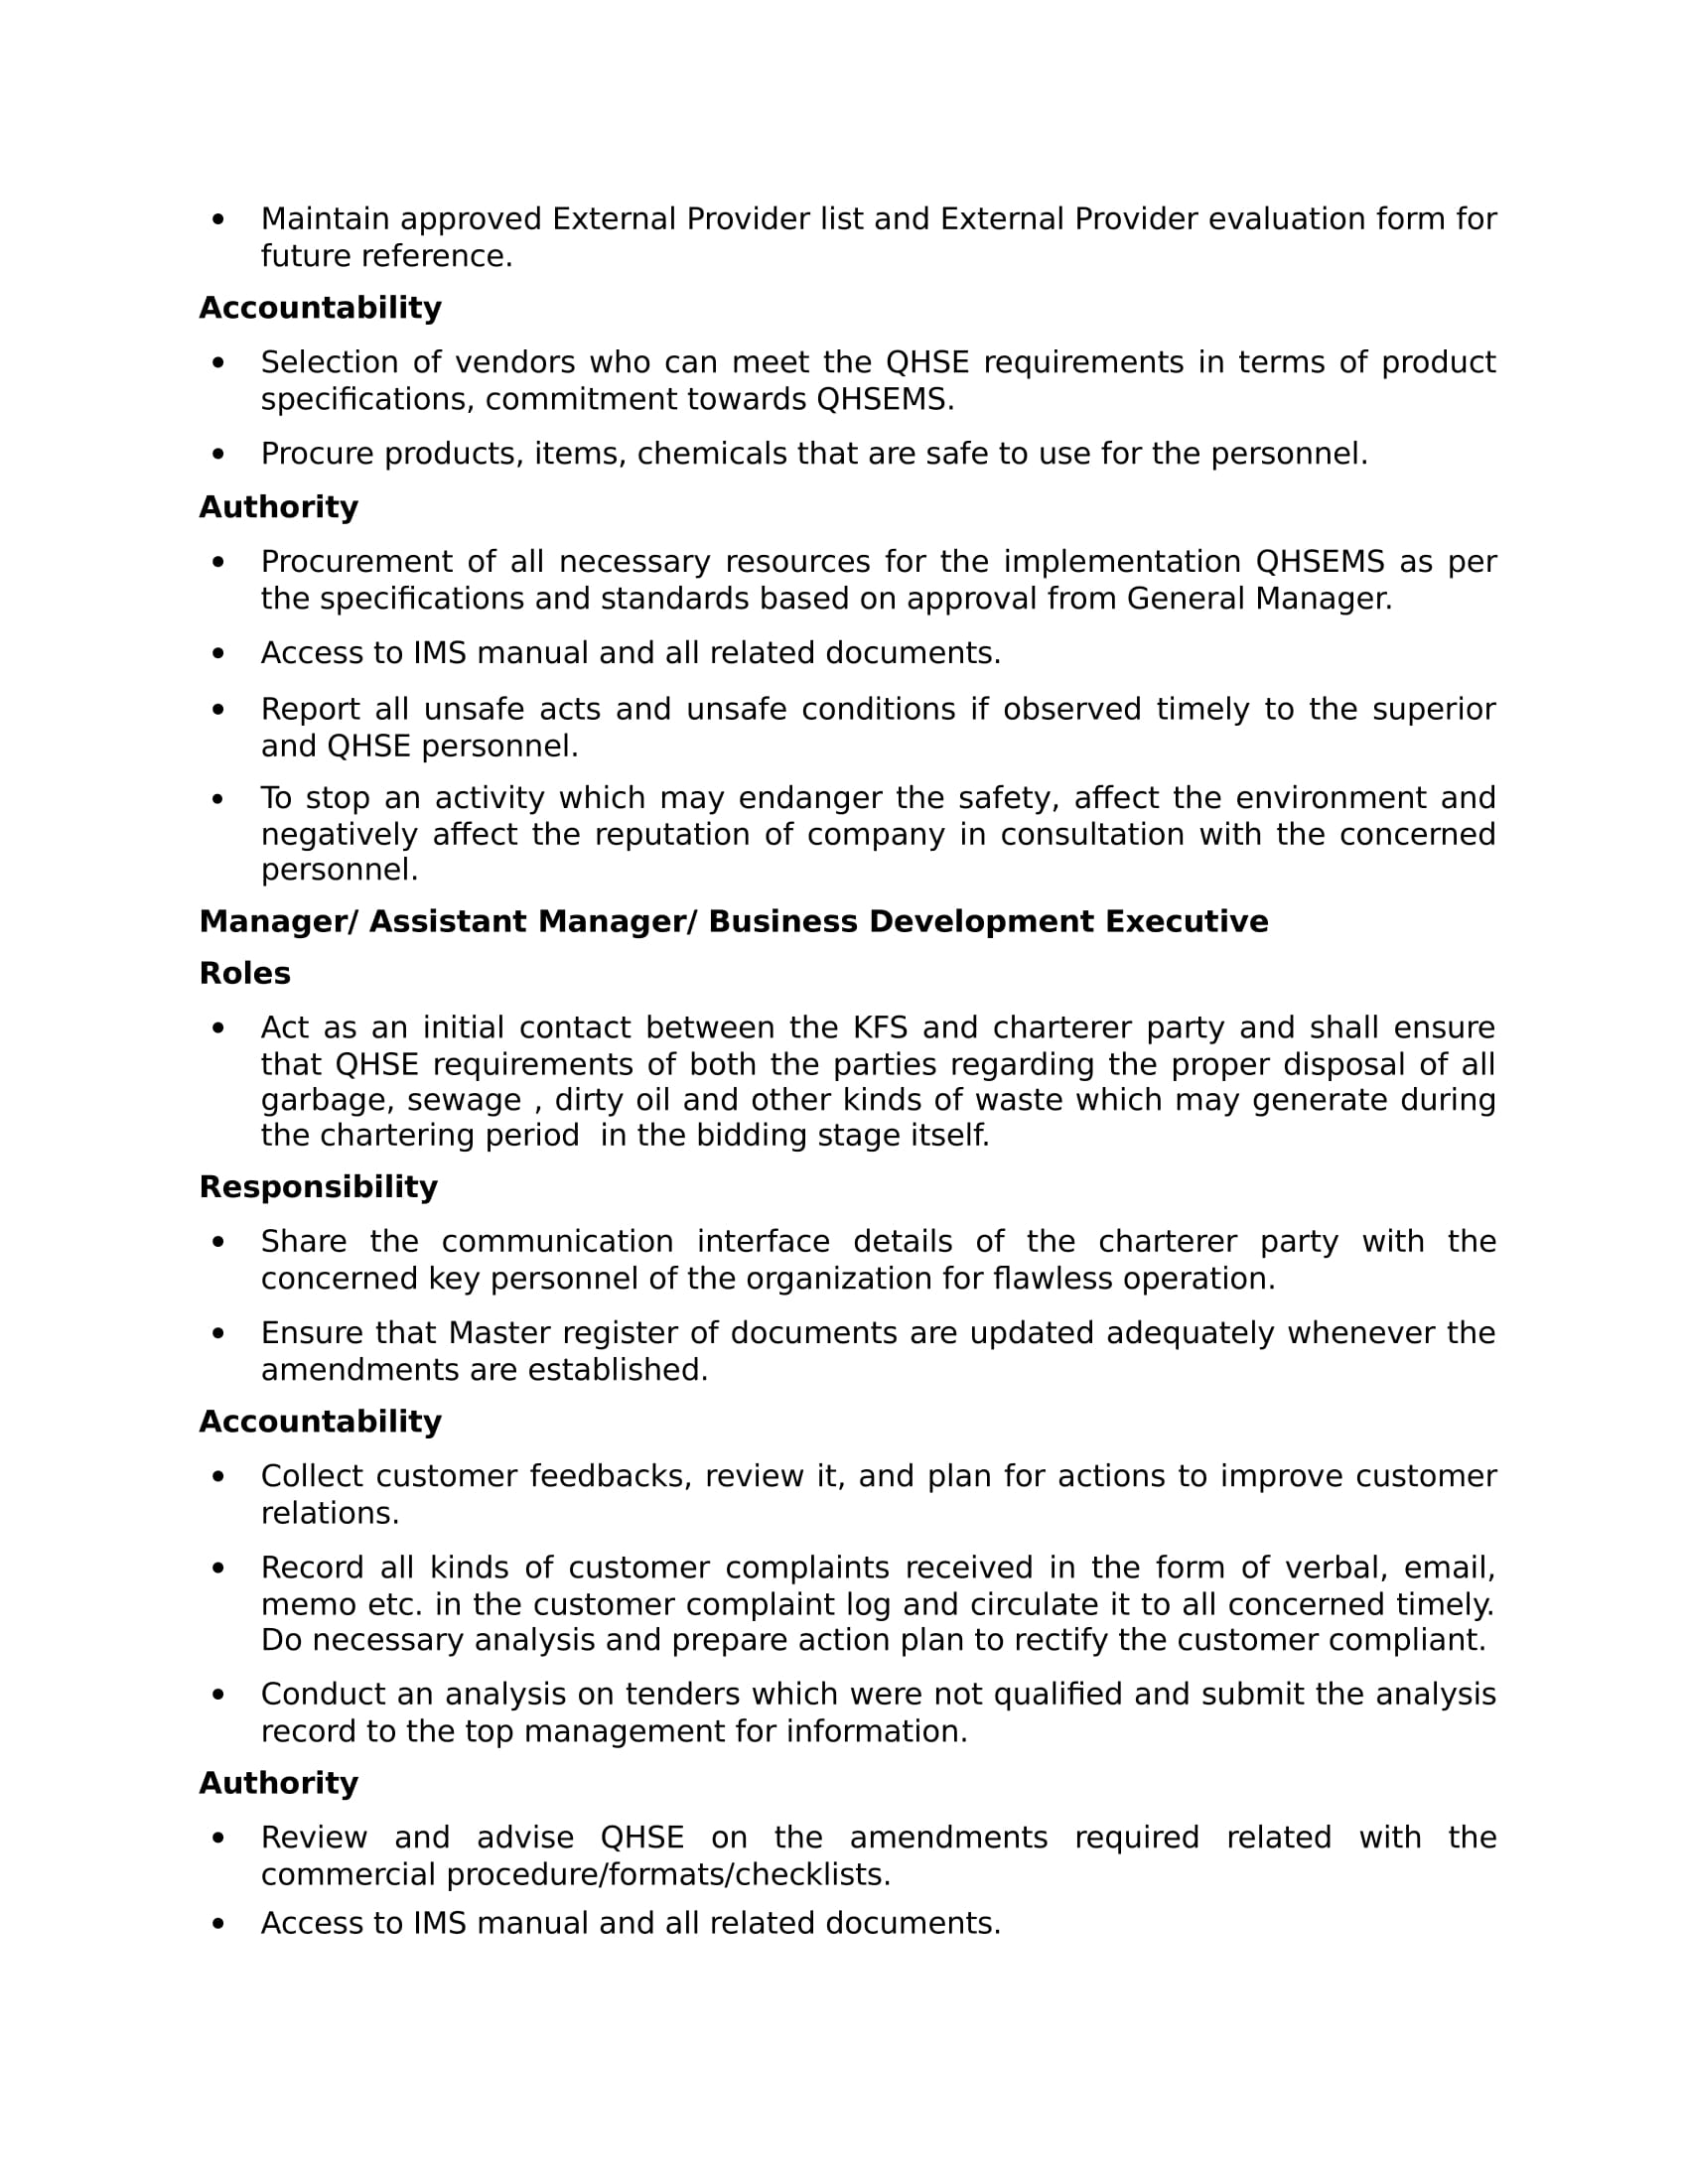 • Maintain approved External Provider list and External Provider evaluation form for
future reference.
Accountability
• Selection of vendors who can meet the QHSE requirements in terms of product
specifications, commitment towards QHSEMS.
• Procure products, items, chemicals that are safe to use for the personnel.
Authority
• Procurement of all necessary resources for the implementation QHSEMS as per
the specifications and standards based on approval from General Manager.
• Access to IMS manual and all related documents.
• Report all unsafe acts and unsafe conditions if observed timely to the superior
and QHSE personnel.
• To stop an activity which may endanger the safety, affect the environment and
negatively affect the reputation of company in consultation with the concerned
personnel.
Manager/ Assistant Manager/ Business Development Executive
Roles
• Act as an initial contact between the KFS and charterer party and shall ensure
that QHSE requirements of both the parties regarding the proper disposal of all
garbage, sewage , dirty oil and other kinds of waste which may generate during
the chartering period  in the bidding stage itself.
Responsibility
• Share the communication interface details of the charterer party with the
concerned key personnel of the organization for flawless operation.
• Ensure that Master register of documents are updated adequately whenever the
amendments are established.
Accountability
• Collect customer feedbacks, review it, and plan for actions to improve customer
relations.
• Record all kinds of customer complaints received in the form of verbal, email,
memo etc. in the customer complaint log and circulate it to all concerned timely.
Do necessary analysis and prepare action plan to rectify the customer compliant.
• Conduct an analysis on tenders which were not qualified and submit the analysis
record to the top management for information.
Authority
• Review and advise QHSE on the amendments required related with the
commercial procedure/formats/checklists.
• Access to IMS manual and all related documents.